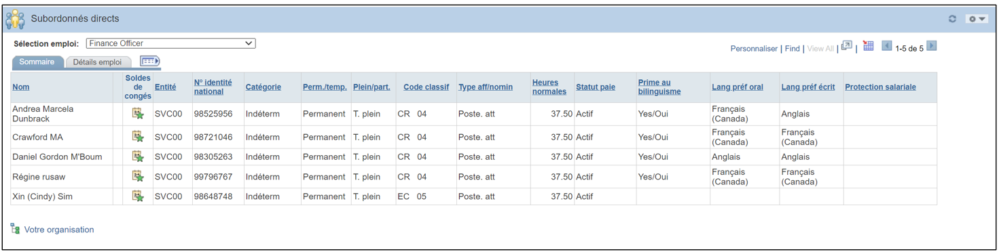 Subordonnés directs
Sélection emploi: Finance Officer
Personnaliser | Find | View All | | 1-5 de 5
Sommaire Détails emploi
Nom Soldes de congés Entité Nº identité national Catégorie Perm./temp. Plein/part. Code classif Type aff/nomin Heures normales Statut paie Prime au bilinguisme Lang préf oral Lang préf écrit Protection salariale
Andrea Marcela Dunbrack SVC00 98525956 Indéterm Permanent T. plein CR 04 Poste. att 37.50 Actif Yes/Oui Français (Canada) Anglais
Crawford MA SVC00 98721046 Indéterm Permanent T. plein CR 04 Poste. att 37.50 Actif Yes/Oui Français (Canada) Français (Canada)
Daniel Gordon M'Boum SVC00 98305263 Indéterm Permanent T. plein CR 04 Poste. att 37.50 Actif Yes/Oui Anglais Anglais
Régine rusaw SVC00 99796767 Indéterm Permanent T. plein CR 04 Poste. att 37.50 Actif Yes/Oui Français (Canada) Français (Canada)
Xin (Cindy) Sim SVC00 98648748 Indéterm Permanent T. plein EC 05 Poste. att 37.50 Actif
Votre organisation